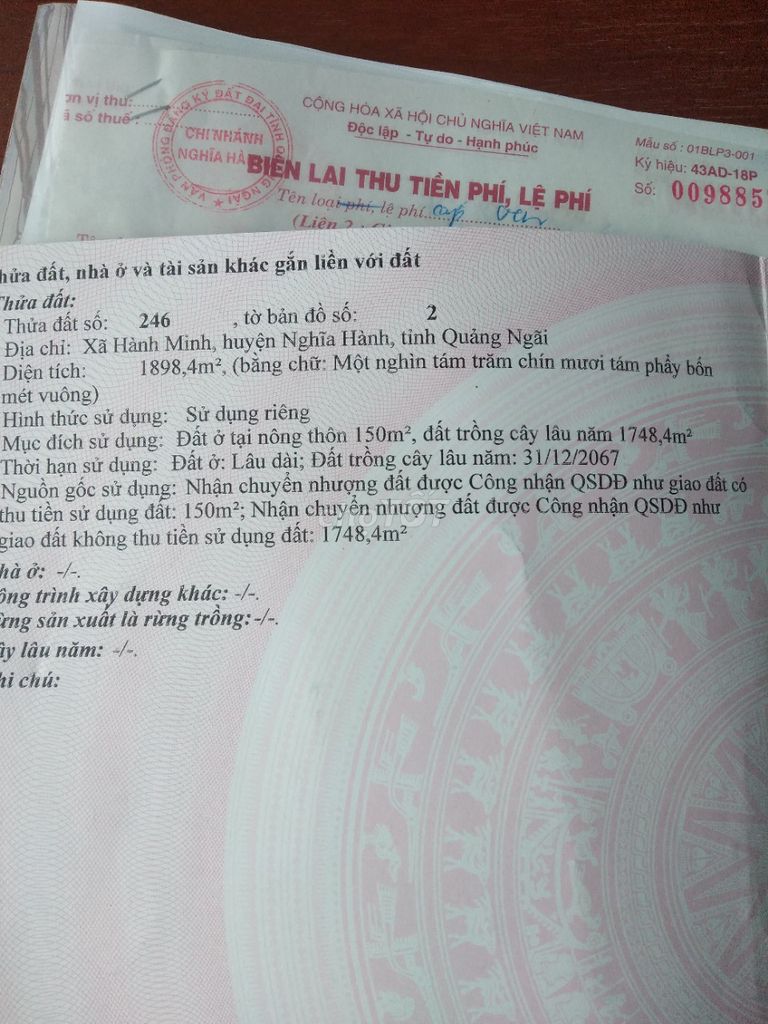 CỘNG HÒA XÃ HỘI CHỦ NGHĨA VIỆT NAM
Độc lập - Tự do - Hạnh phúc
Mẫu số : 01BLP3-001
Ký hiệu: 43AD-18P
Số: 009885
ơn vị thu:
ã số thuế :
VĂN PHÒNG ĐĂNG KÝ ĐẤT ĐAI TỈNH QUẢNG NGÃI
CHI NHÁNH
NGHĨA HÀ
BIÊN LAI THU TIỀN PHÍ, LỆ PHÍ
Tên loại phí, lệ phí
(Liên 2 :
hửa đất, nhà ở và tài sản khác gắn liền với đất
Thửa đất:
Thửa đất số: 246 , tờ bản đồ số: 2
Địa chỉ: Xã Hành Minh, huyện Nghĩa Hành, tỉnh Quảng Ngãi
Diện tích: 1898,4m², (bằng chữ: Một nghìn tám trăm chín mươi tám phẩy bốn
mét vuông)
Hình thức sử dụng: Sử dụng riêng
Mục đích sử dụng: Đất ở tại nông thôn 150m², đất trồng cây lâu năm 1748,4m²
Thời hạn sử dụng: Đất ở: Lâu dài; Đất trồng cây lâu năm: 31/12/2067
Nguồn gốc sử dụng: Nhận chuyển nhượng đất được Công nhận QSDĐ như giao đất có
thu tiền sử dụng đất: 150m²; Nhận chuyển nhượng đất được Công nhận QSDĐ như
giao đất không thu tiền sử dụng đất: 1748,4m²
hà ở: -/-.
ông trình xây dựng khác: -/-.
ừng sản xuất là rừng trồng: -/-.
ây lâu năm: -/-.
hi chú: